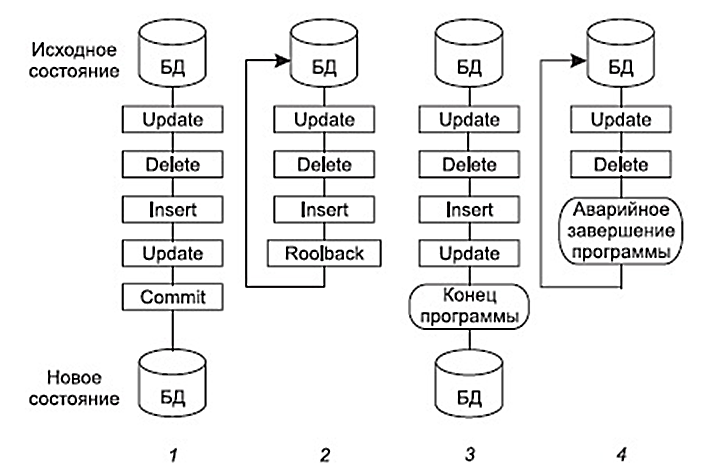 Исходное
состояние
БД
Update
Delete
Insert
Update
Commit
Новое
состояние
БД
1
БД
Update
Delete
Insert
Roolback
2
БД
Update
Delete
Insert
Update
Конец
программы
БД
3
БД
Update
Delete
Аварийное
завершение
программы
4